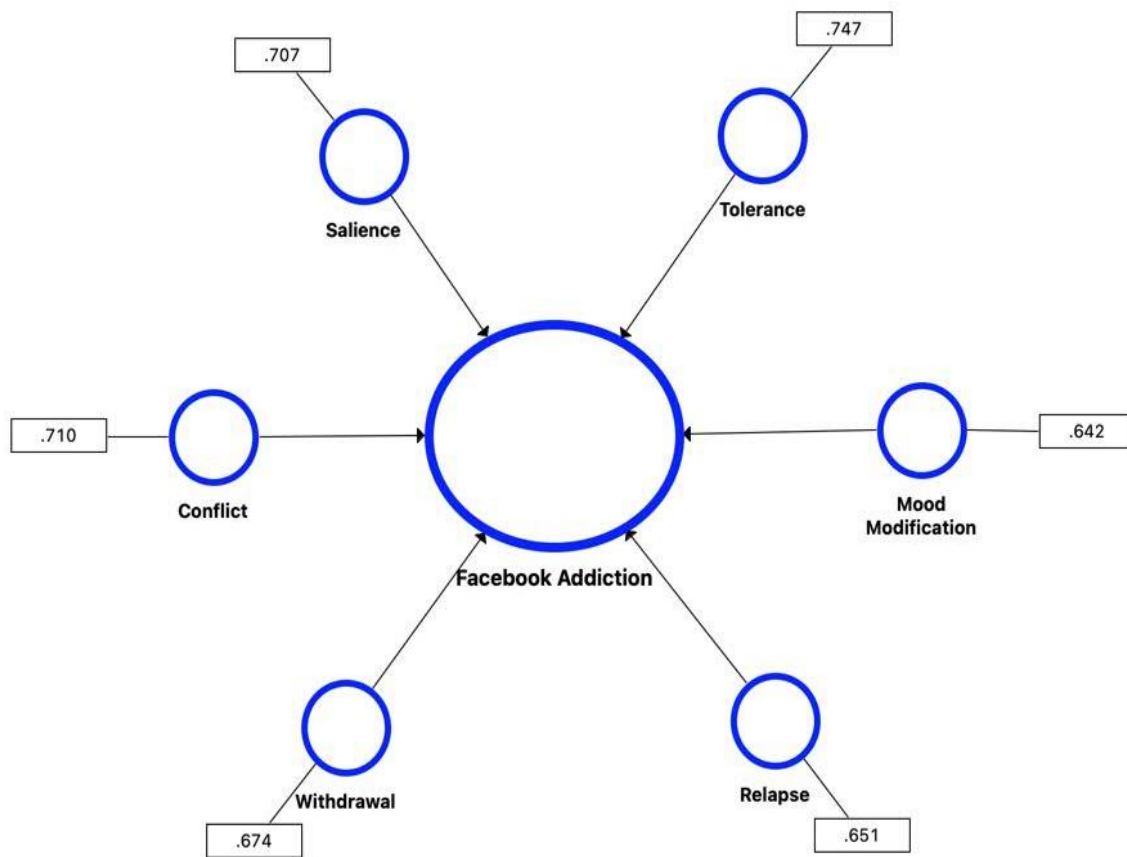 .707
.747
Salience
Tolerance
.710
.642
Conflict
Mood
Modification
Facebook Addiction
Withdrawal
Relapse
.674
.651